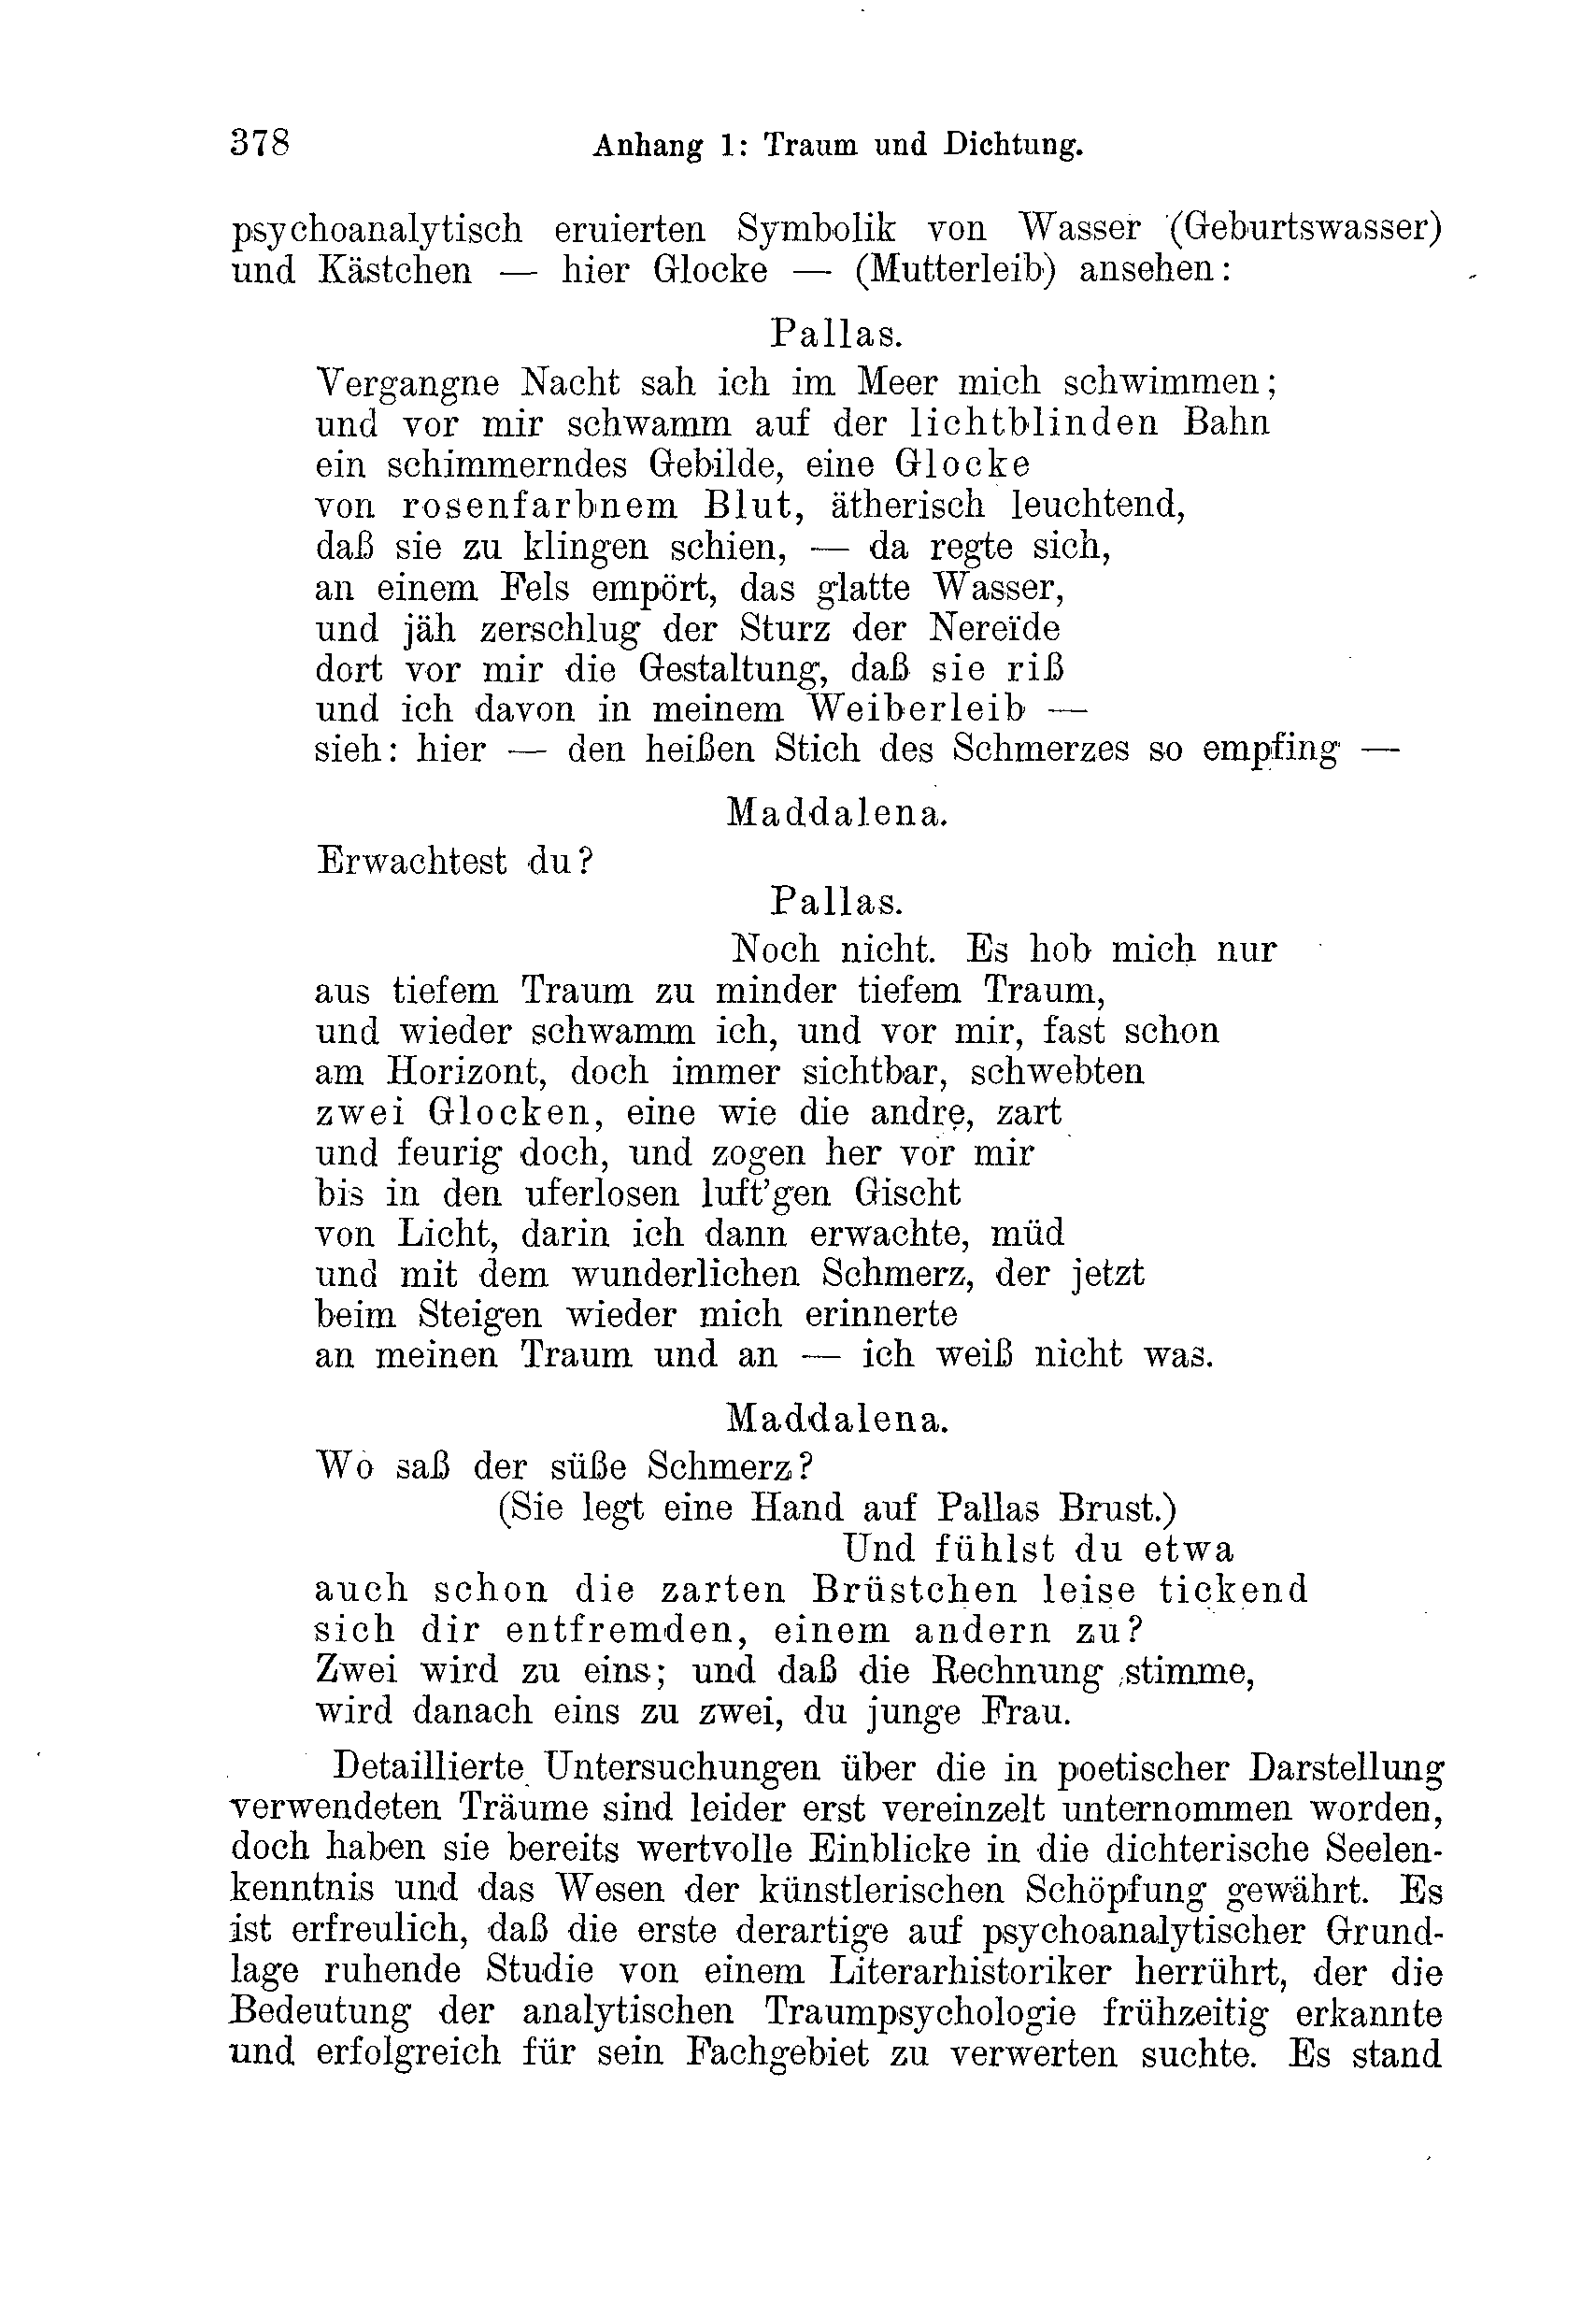 378 Anhang 1: Traum und Dichtung.
psychoanalytisch eruierten Symbolik von Wasser (Geburtswasser)
und Kästchen — hier Glocke — (Mutterleib) ansehen:
Pallas.
Vergangne Nacht sah ich im Meer mich schwimmen;
und vor mir schwamm auf der lichtblinden Bahn
ein schimmerndes Gebilde, eine Glocke
von rosenfarbnem Blut, ätherisch leuchtend,
daß sie zu klingen schien, — da regte sich,
an einem Fels empört, das glatte Wasser,
und jäh zerschlug der Sturz der Nereïde
dort vor mir die Gestaltung, daß sie riß
und ich davon in meinem Weiberleib —
sieh: hier — den heißen Stich des Schmerzes so empfing —
Maddalena.
Erwachtest du?
Pallas.
Noch nicht. Es hob mich nur
aus tiefem Traum zu minder tiefem Traum,
und wieder schwamm ich, und vor mir, fast schon
am Horizont, doch immer sichtbar, schwebten
zwei Glocken, eine wie die andre, zart
und feurig doch, und zogen her vor mir
bis in den uferlosen luft'gen Gischt
von Licht, darin ich dann erwachte, müd
und mit dem wunderlichen Schmerz, der jetzt
beim Steigen wieder mich erinnerte
an meinen Traum und an — ich weiß nicht was.
Maddalena.
Wo saß der süße Schmerz?
(Sie legt eine Hand auf Pallas Brust.)
Und fühlst du etwa
auch schon die zarten Brüstchen leise tickend
sich dir entfremden, einem andern zu?
Zwei wird zu eins; und daß die Rechnung stimme,
wird danach eins zu zwei, du junge Frau.
Detaillierte Untersuchungen über die in poetischer Darstellung
verwendeten Träume sind leider erst vereinzelt unternommen worden,
doch haben sie bereits wertvolle Einblicke in die dichterische Seelen-
kenntnis und das Wesen der künstlerischen Schöpfung gewährt. Es
ist erfreulich, daß die erste derartige auf psychoanalytischer Grund-
lage ruhende Studie von einem Literarhistoriker herrührt, der die
Bedeutung der analytischen Traumpsychologie frühzeitig erkannte
und erfolgreich für sein Fachgebiet zu verwerten suchte. Es stand